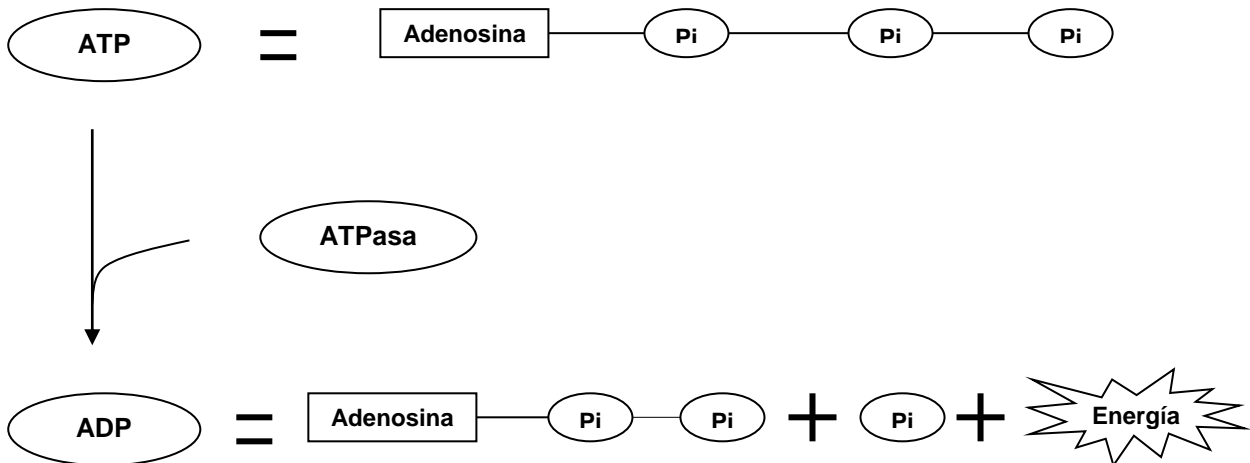 ATP = Adenosina Pi Pi Pi
ATPasa
ADP = Adenosina Pi Pi + Pi + Energía